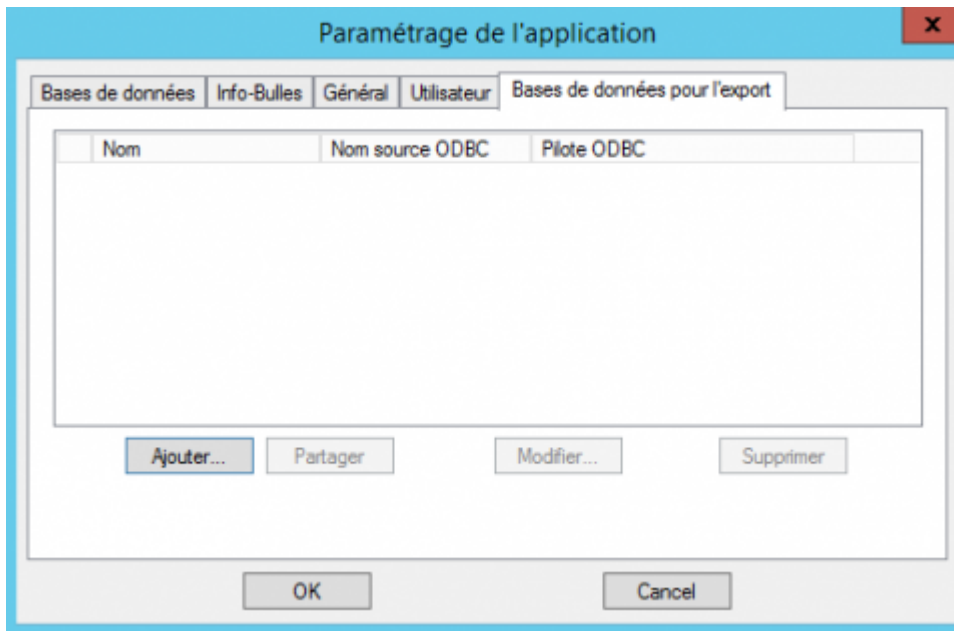 Paramétrage de l'application
x
Bases de données Info-Bulles Général Utilisateur Bases de données pour l'export
Nom Nom source ODBC Pilote ODBC
Ajouter... Partager Modifier... Supprimer
OK Cancel